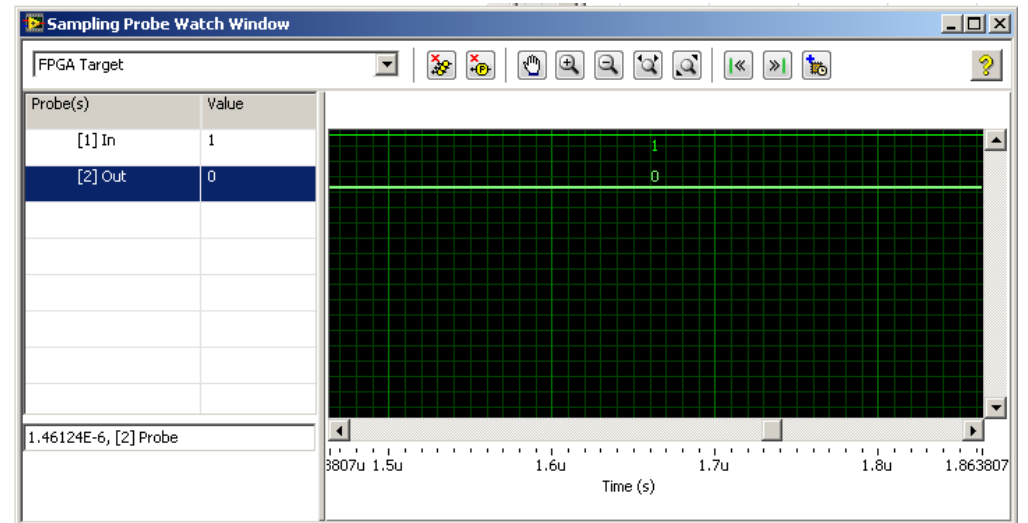 Sampling Probe Watch Window
FPGA Target
Probe(s) Value
[1] In 1
1
[2] Out 0
0
1.46124E-6, [2] Probe
3807u 1.5u 1.6u 1.7u 1.8u 1.863807
Time (s)